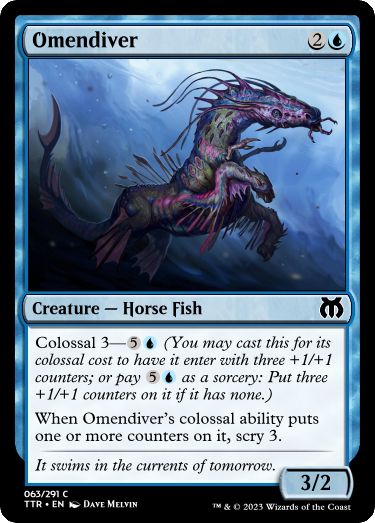 Omendiver 2
Creature — Horse Fish
Colossal 3—5 (You may cast this for its
colossal cost to have it enter with three +1/+1
counters; or pay 5 as a sorcery: Put three
+1/+1 counters on it if it has none.)
When Omendiver's colossal ability puts
one or more counters on it, scry 3.
It swims in the currents of tomorrow.
3/2
063/291 C
TTR • EN Dave Melvin ™ & © 2023 Wizards of the Coast